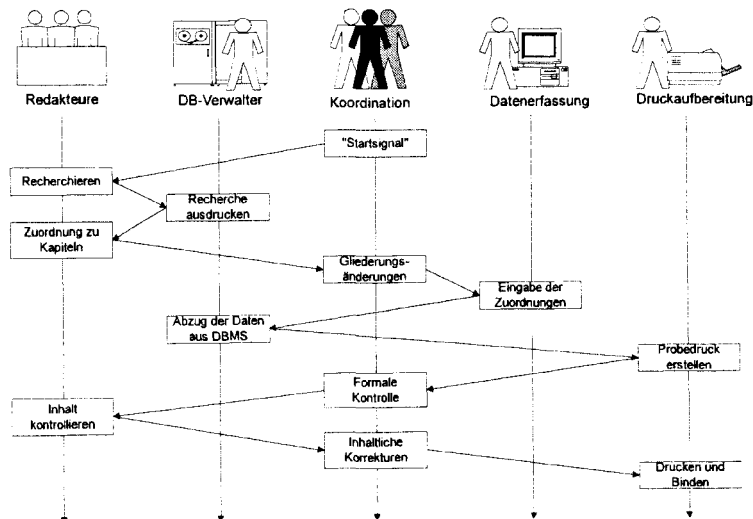 Redakteure
DB-Verwalter
Koordination
Datenerfassung
Druckaufbereitung
"Startsignal"
Recherchieren
Recherche
ausdrucken
Zuordnung zu
Kapiteln
Gliederungs-
änderungen
Eingabe der
Zuordnungen
Abzug der Daten
aus DBMS
Probedruck
erstellen
Formale
Kontrolle
Inhalt
kontrollieren
Inhaltliche
Korrekturen
Drucken und
Binden